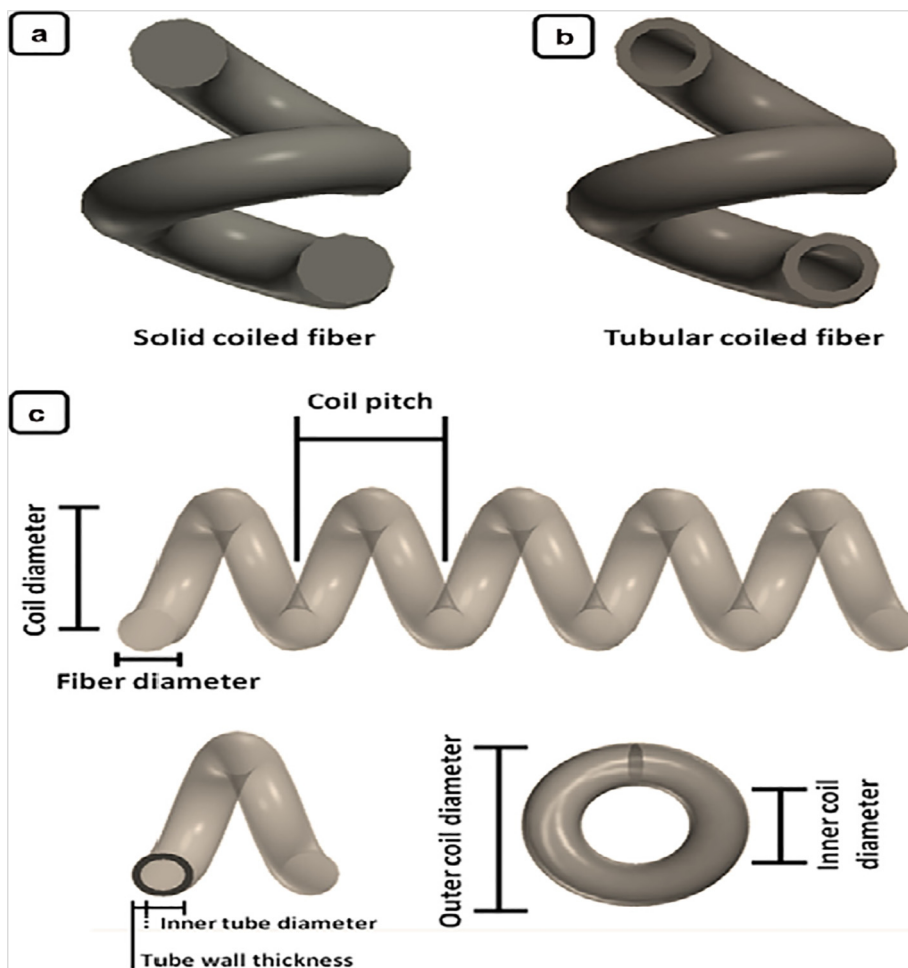 a
b
Solid coiled fiber
Tubular coiled fiber
c
Coil pitch
Coil diameter
Fiber diameter
Inner tube diameter
Tube wall thickness
Outer coil diameter
Inner coil
diameter